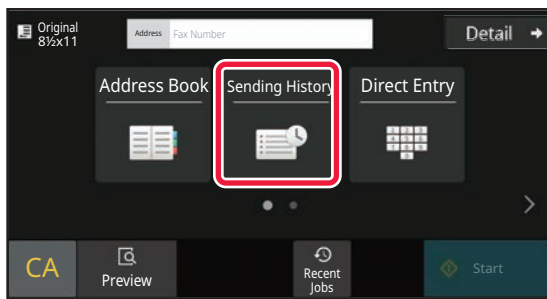 Original
8½x11
Address
Fax Number
Detail
Address Book
Sending History
Direct Entry
CA
Preview
Recent
Jobs
Start